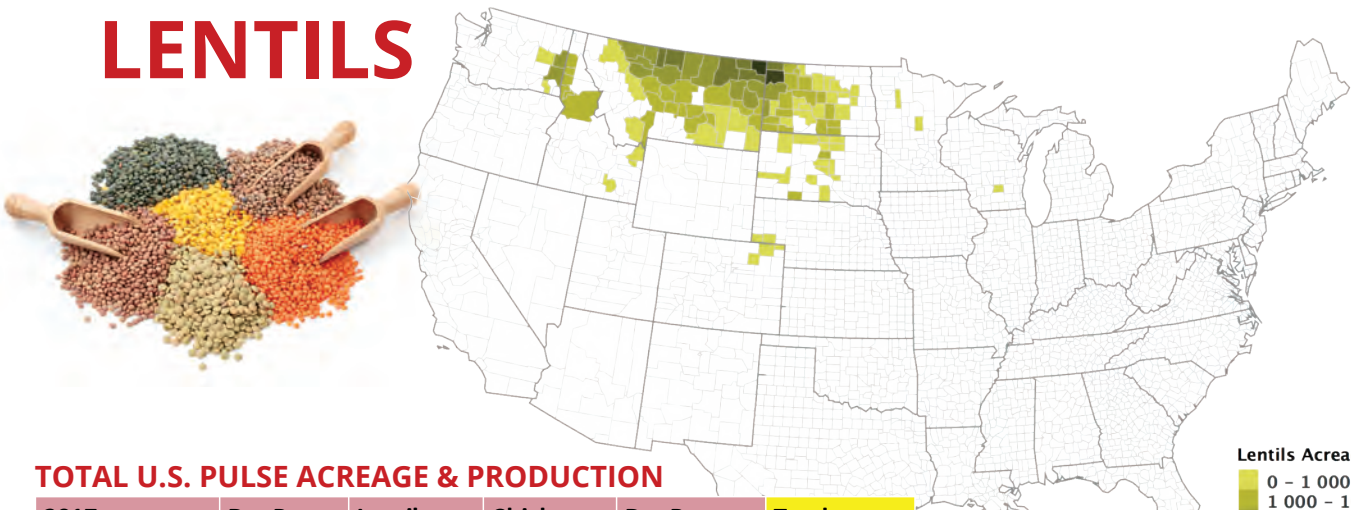 LENTILS
TOTAL U.S. PULSE ACREAGE & PRODUCTION
Lentils Acrea
0 – 1 000
1 000 – 1